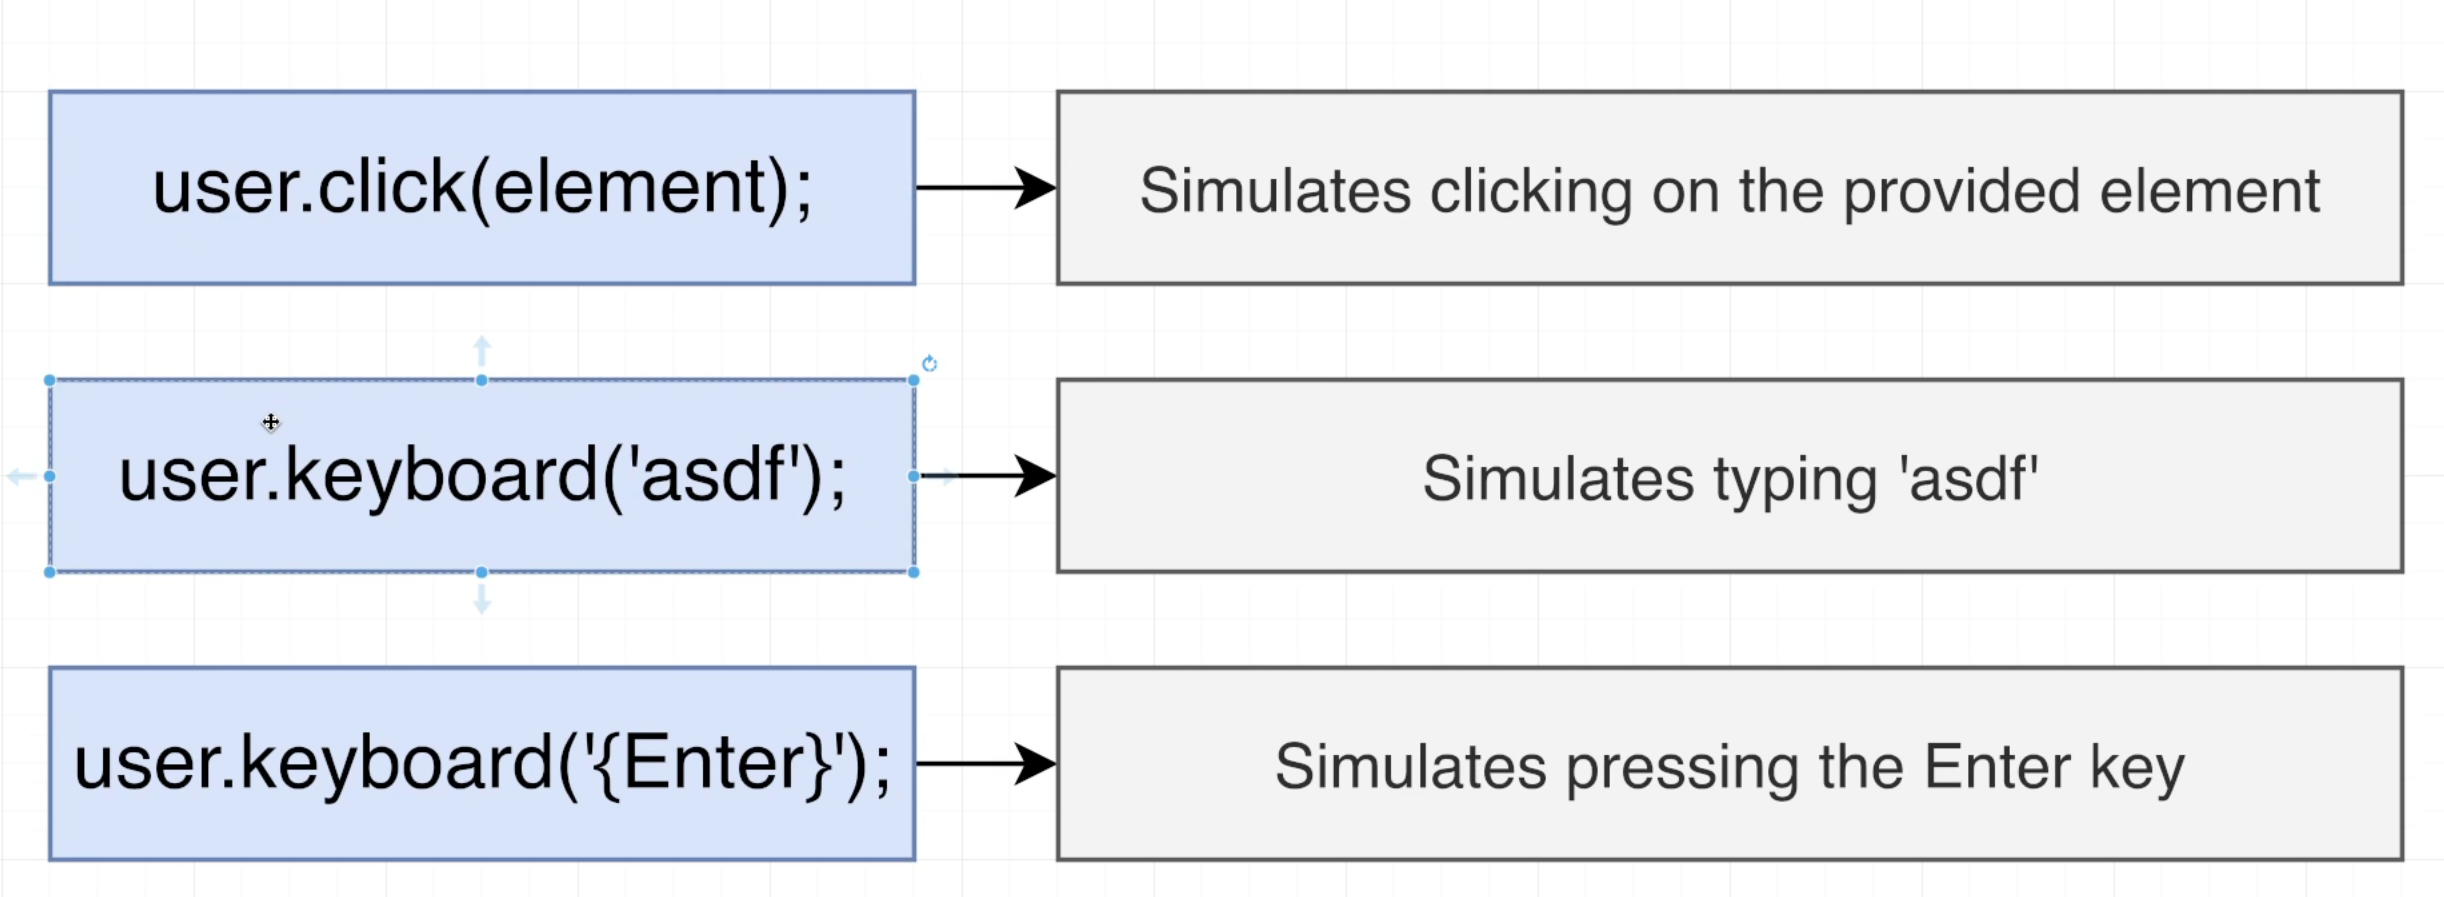 user.click(element);
Simulates clicking on the provided element
user.keyboard('asdf');
Simulates typing 'asdf'
user.keyboard('{Enter}');
Simulates pressing the Enter key